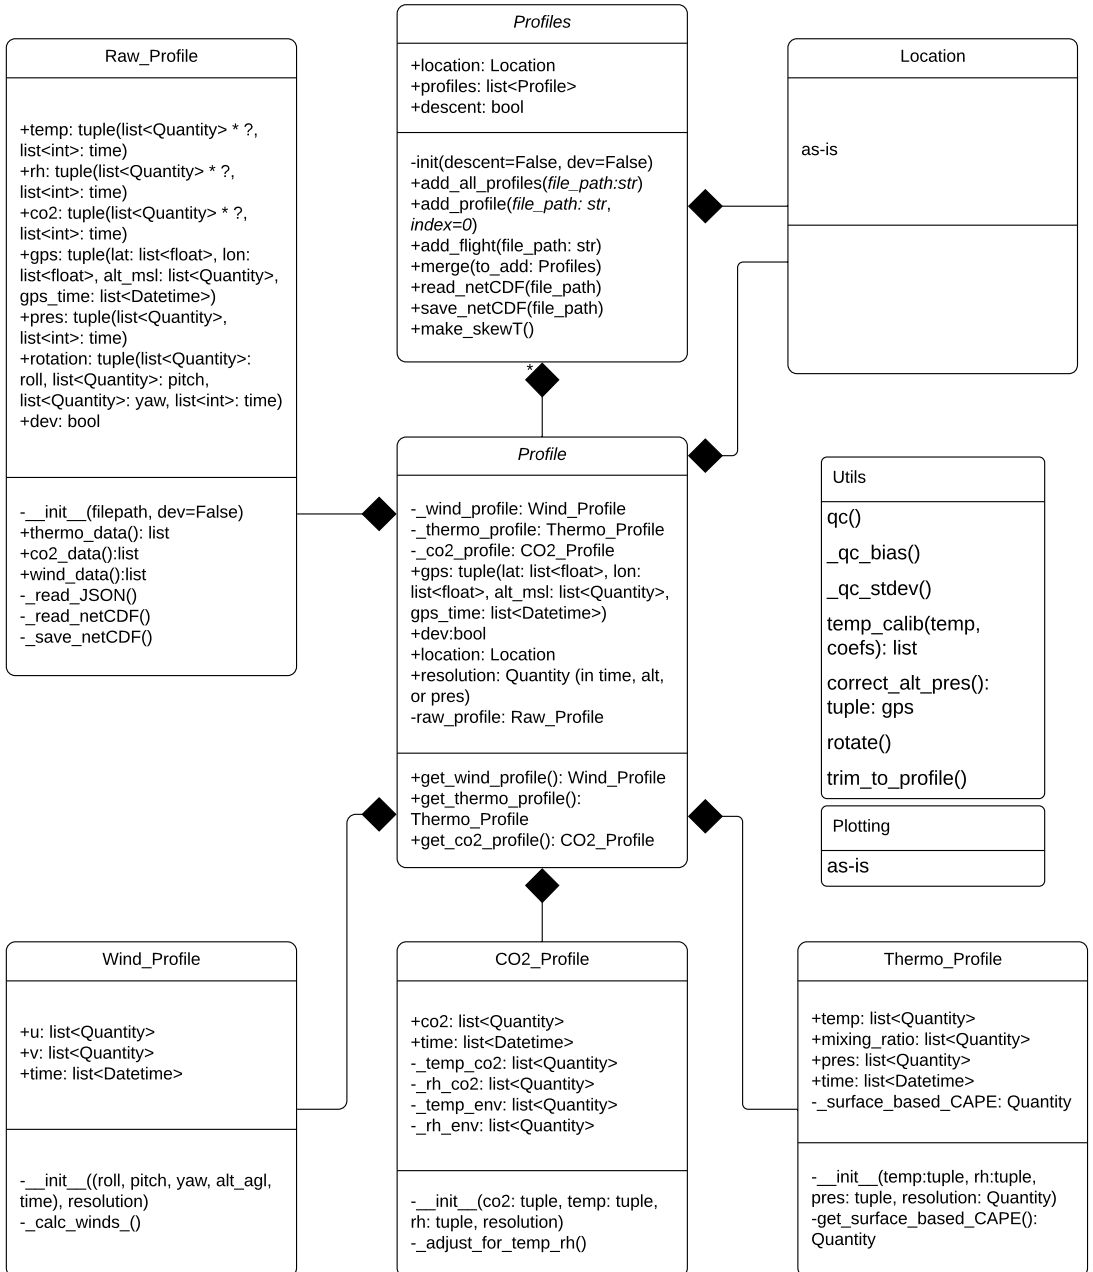 Profiles
+location: Location
+profiles: list<Profile>
+descent: bool
-init(descent=False, dev=False)
+add_all_profiles(file_path:str)
+add_profile(file_path: str,
index=0)
+add_flight(file_path: str)
+merge(to_add: Profiles)
+read_netCDF(file_path)
+save_netCDF(file_path)
+make_skewT()
*
Raw_Profile
+temp: tuple(list<Quantity> * ?,
list<int>: time)
+rh: tuple(list<Quantity> * ?,
list<int>: time)
+co2: tuple(list<Quantity> * ?,
list<int>: time)
+gps: tuple(lat: list<float>, lon:
list<float>, alt_msl: list<Quantity>,
gps_time: list<Datetime>)
+pres: tuple(list<Quantity>,
list<int>: time)
+rotation: tuple(list<Quantity>:
roll, list<Quantity>: pitch,
list<Quantity>: yaw, list<int>: time)
+dev: bool
-__init__(filepath, dev=False)
+thermo_data(): list
+co2_data():list
+wind_data():list
-_read_JSON()
-_read_netCDF()
-_save_netCDF()
Location
as-is
Profile
-_wind_profile: Wind_Profile
-_thermo_profile: Thermo_Profile
-_co2_profile: CO2_Profile
+gps: tuple(lat: list<float>, lon:
list<float>, alt_msl: list<Quantity>,
gps_time: list<Datetime>)
+dev:bool
+location: Location
+resolution: Quantity (in time, alt,
or pres)
-raw_profile: Raw_Profile
+get_wind_profile(): Wind_Profile
+get_thermo_profile():
Thermo_Profile
+get_co2_profile(): CO2_Profile
Utils
qc()
_qc_bias()
_qc_stdev()
temp_calib(temp,
coefs): list
correct_alt_pres():
tuple: gps
rotate()
trim_to_profile()
Plotting
as-is
Wind_Profile
+u: list<Quantity>
+v: list<Quantity>
+time: list<Datetime>
-__init__((roll, pitch, yaw, alt_agl,
time), resolution)
-_calc_winds_()
CO2_Profile
+co2: list<Quantity>
+time: list<Datetime>
-_temp_co2: list<Quantity>
-_rh_co2: list<Quantity>
-_temp_env: list<Quantity>
-_rh_env: list<Quantity>
-__init__(co2: tuple, temp: tuple,
rh: tuple, resolution)
-_adjust_for_temp_rh()
Thermo_Profile
+temp: list<Quantity>
+mixing_ratio: list<Quantity>
+pres: list<Quantity>
+time: list<Datetime>
-_surface_based_CAPE: Quantity
-__init__(temp:tuple, rh:tuple,
pres: tuple, resolution: Quantity)
-get_surface_based_CAPE():
Quantity